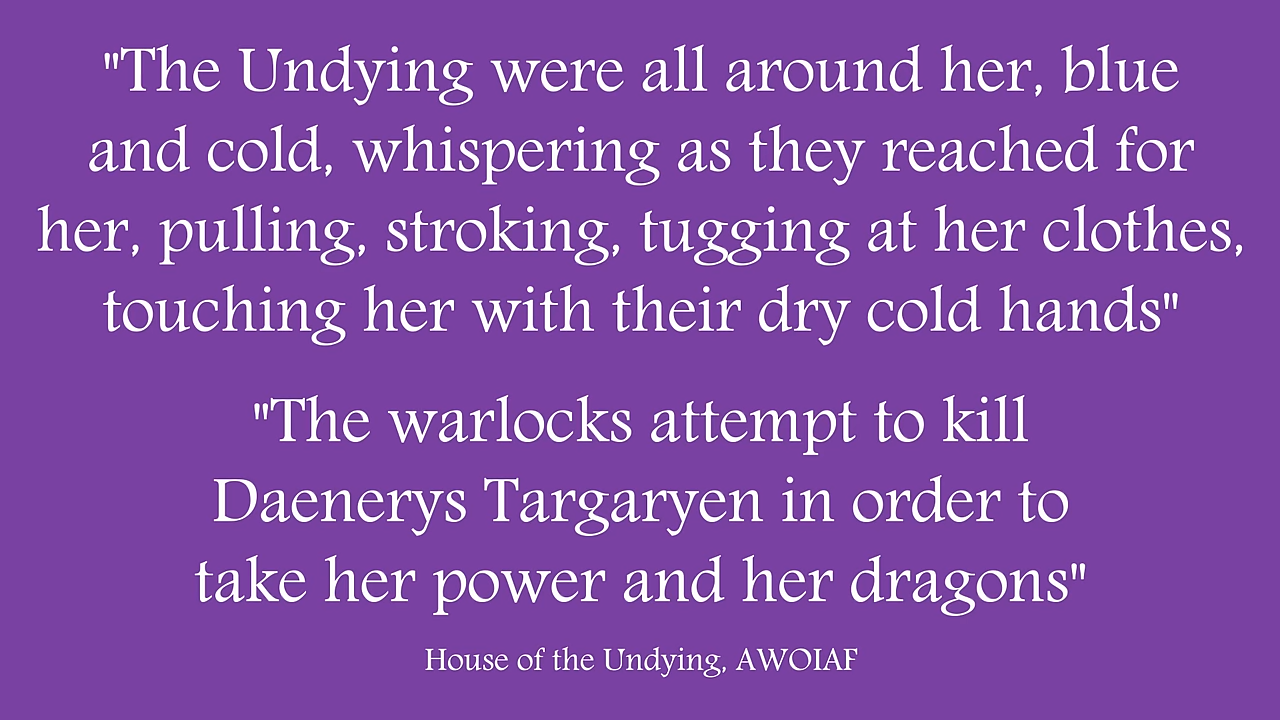 "The Undying were all around her, blue
and cold, whispering as they reached for
her, pulling, stroking, tugging at her clothes,
touching her with their dry cold hands"
"The warlocks attempt to kill
Daenerys Targaryen in order to
take her power and her dragons"
House of the Undying, AWOIAF